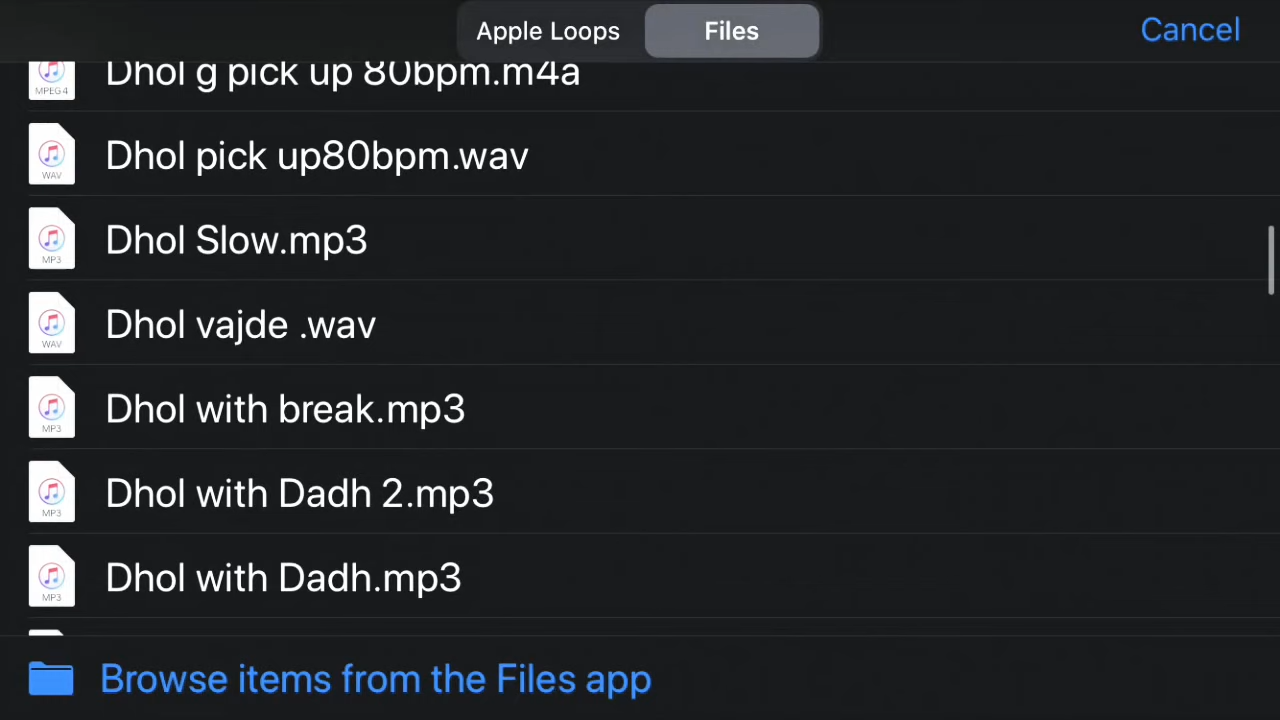 Apple Loops
Files
Cancel
Dhol g pick up 80bpm.m4a
MPEG4
Dhol pick up80bpm.wav
WAV
Dhol Slow.mp3
MP3
Dhol vajde .wav
WAV
Dhol with break.mp3
MP3
Dhol with Dadh 2.mp3
MP3
Dhol with Dadh.mp3
MP3
Browse items from the Files app